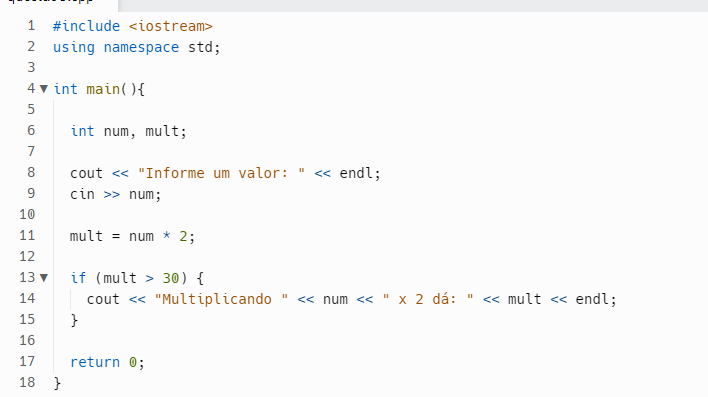 1 #include <iostream>
2 using namespace std;
3
4 int main(){
5
6 int num, mult;
7
8 cout << "Informe um valor: " << endl;
9 cin >> num;
10
11 mult = num * 2;
12
13 if (mult > 30) {
14 cout << "Multiplicando " << num << " x 2 dá: " << mult << endl;
15 }
16
17 return 0;
18 }